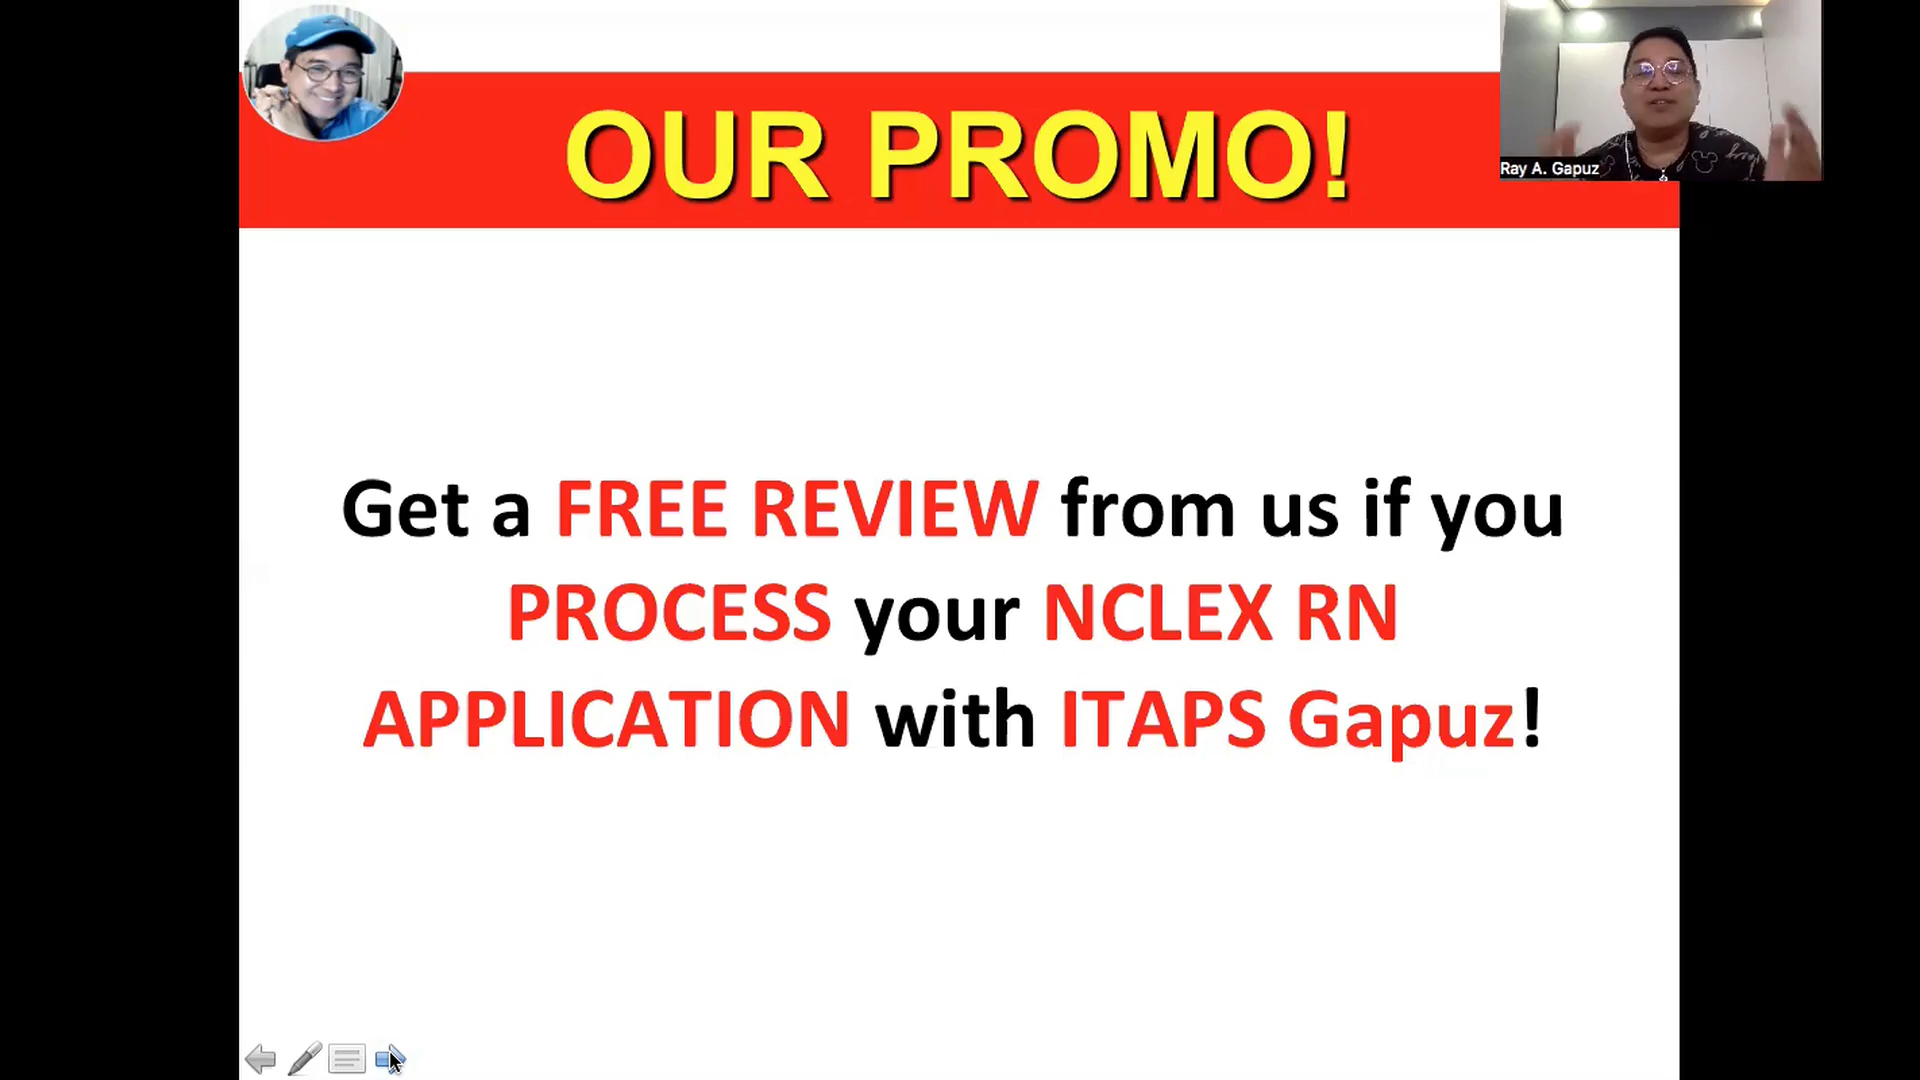 OUR PROMO!
Ray A. Gapuz
Get a FREE REVIEW from us if you
PROCESS your NCLEX RN
APPLICATION with ITAPS Gapuz!